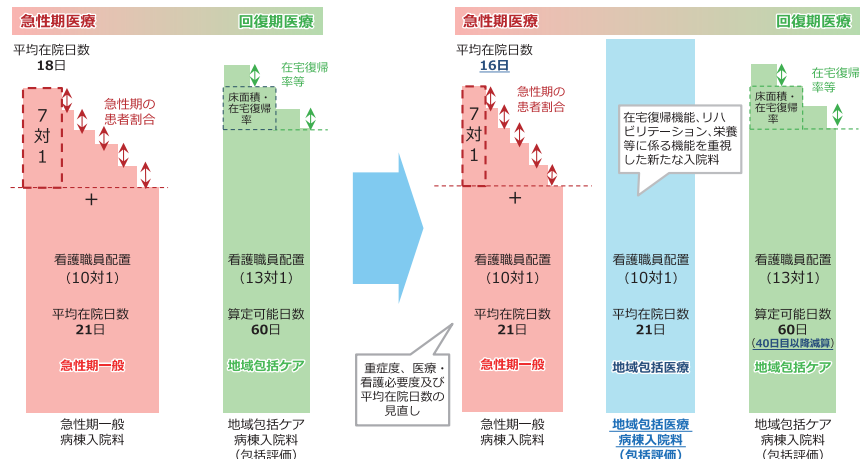 急性期医療
回復期医療
平均在院日数
18日
7
対
1
急性期の
患者割合
在宅復帰
率等
床面積・
在宅復帰
率
+
看護職員配置
(10対1)
平均在院日数
21日
急性期一般
看護職員配置
(13対1)
算定可能日数
60日
地域包括ケア
急性期一般
病棟入院料
地域包括ケア
病棟入院料
(包括評価)
急性期医療
回復期医療
平均在院日数
16日
7
対
1
急性期の
患者割合
在宅復帰機能、リハ
ビリテーション、栄養
等に係る機能を重視
した新たな入院料
在宅復帰
率等
床面積・
在宅復帰
率
+
看護職員配置
(10対1)
平均在院日数
21日
急性期一般
看護職員配置
(10対1)
平均在院日数
21日
地域包括医療
看護職員配置
(13対1)
算定可能日数
60日
(40日目以降減算)
地域包括ケア
重症度、医療・
看護必要度及び
平均在院日数の
見直し
急性期一般
病棟入院料
地域包括医療
病棟入院料
(包括評価)
地域包括ケア
病棟入院料
(包括評価)